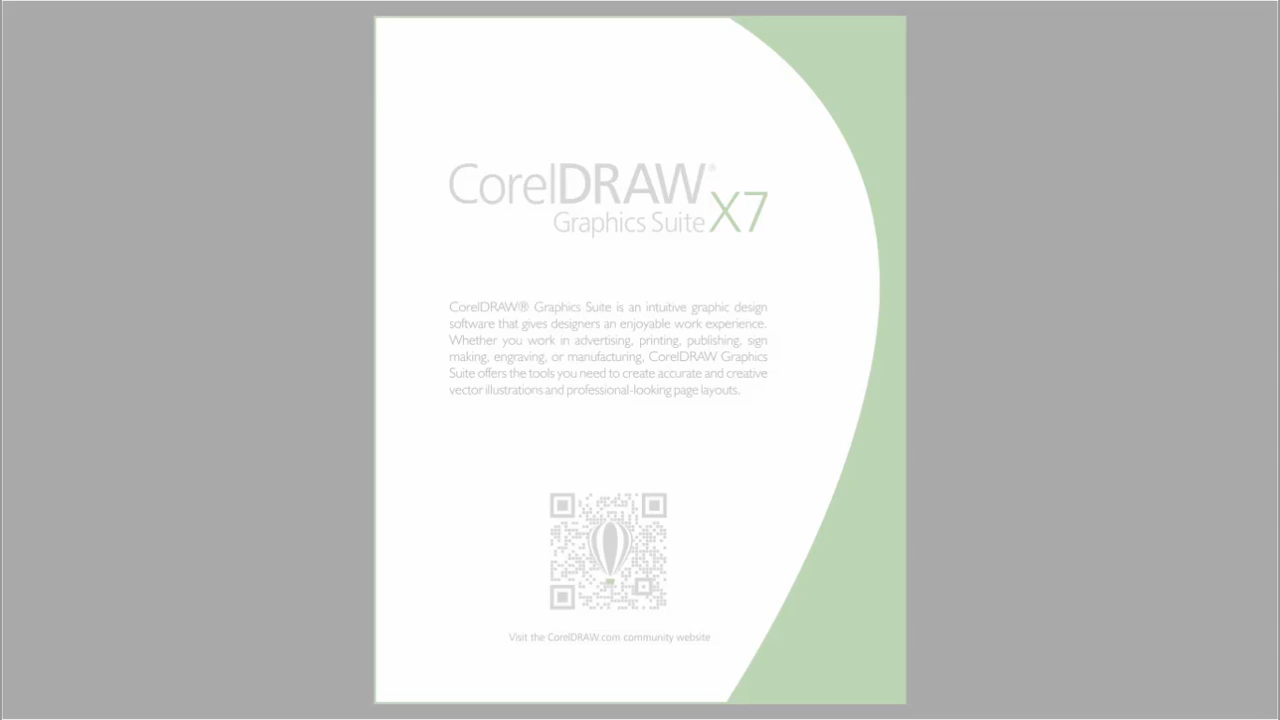 CorelDRAW®
Graphics Suite X7
CorelDRAW® Graphics Suite is an intuitive graphic design
software that gives designers an enjoyable work experience.
Whether you work in advertising, printing, publishing, sign
making, engraving, or manufacturing, CorelDRAW Graphics
Suite offers the tools you need to create accurate and creative
vector illustrations and professional-looking page layouts.
Visit the CorelDRAW.com community website